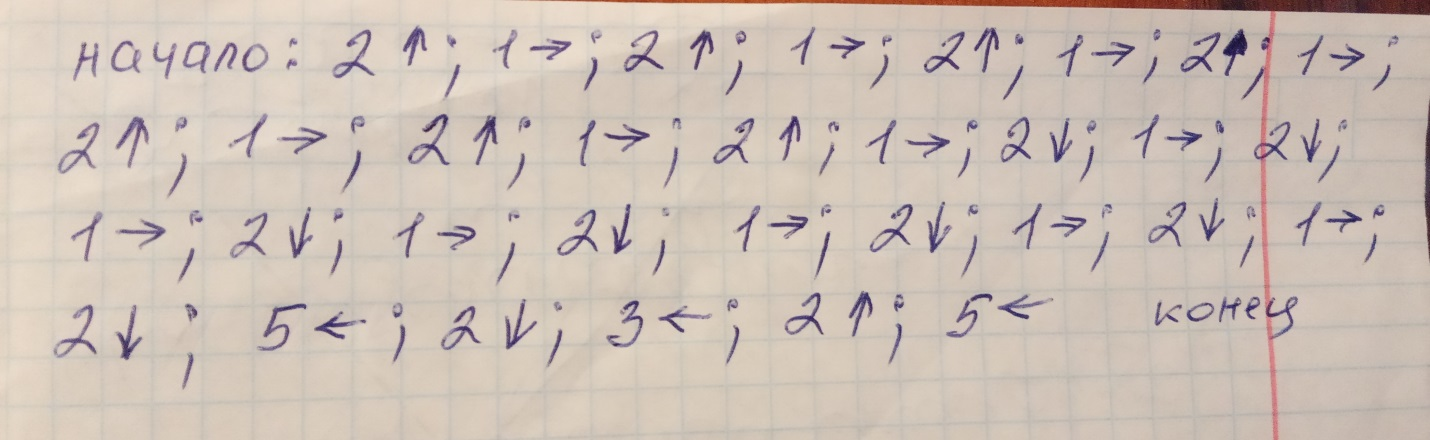 начало: 2↑; 1→; 2↑; 1→; 2↑; 1→; 2↑; 1→;
2↑; 1→; 2↑; 1→; 2↑; 1→; 2↓; 1→; 2↓;
1→; 2↓; 1→; 2↓; 1→; 2↓; 1→; 2↓; 1→;
2↓; 5←; 2↓; 3←; 2↑; 5← конец